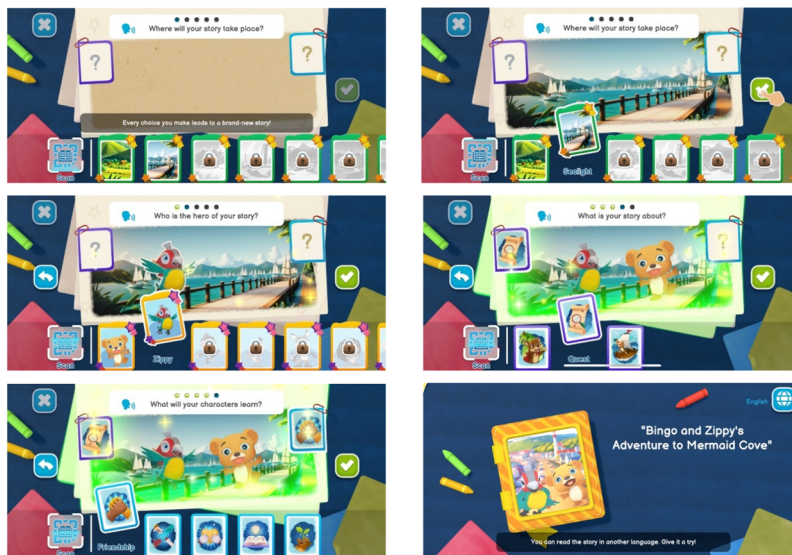 Where will your story take place?
?
?
Every choice you make leads to a brand-new story!
Scan
Where will your story take place?
?
?
Scan
Sealight
Who is the hero of your story?
?
?
Scan
Zippy
What is your story about?
?
Scan
Quest
What will your characters learn?
Scan
Friendship
English
"Bingo and Zippy's
Adventure to Mermaid Cove"
You can read the story in another language. Give it a try!